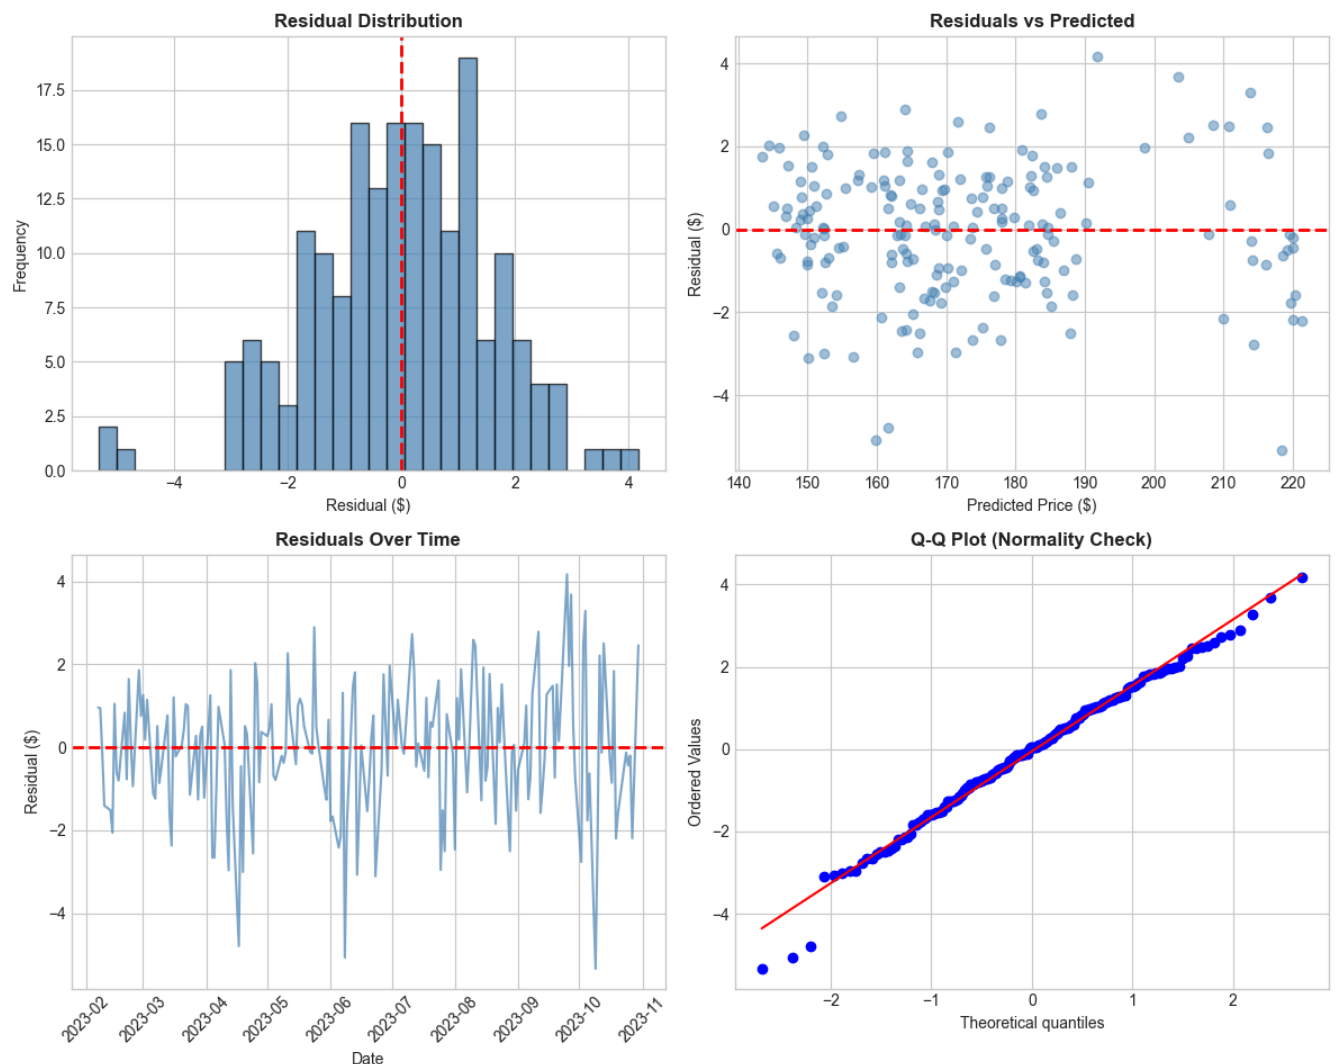 Residual Distribution
Frequency
17.5
15.0
12.5
10.0
7.5
5.0
2.5
0.0
−4 −2 0 2 4
Residual ($)
Residuals vs Predicted
Residual ($)
4
2
0
−2
−4
140 150 160 170 180 190 200 210 220
Predicted Price ($)
Residuals Over Time
Residual ($)
4
2
0
−2
−4
2023-02 2023-03 2023-04 2023-05 2023-06 2023-07 2023-08 2023-09 2023-10 2023-11
Date
Q-Q Plot (Normality Check)
Ordered Values
4
2
0
−2
−4
−2 −1 0 1 2
Theoretical quantiles